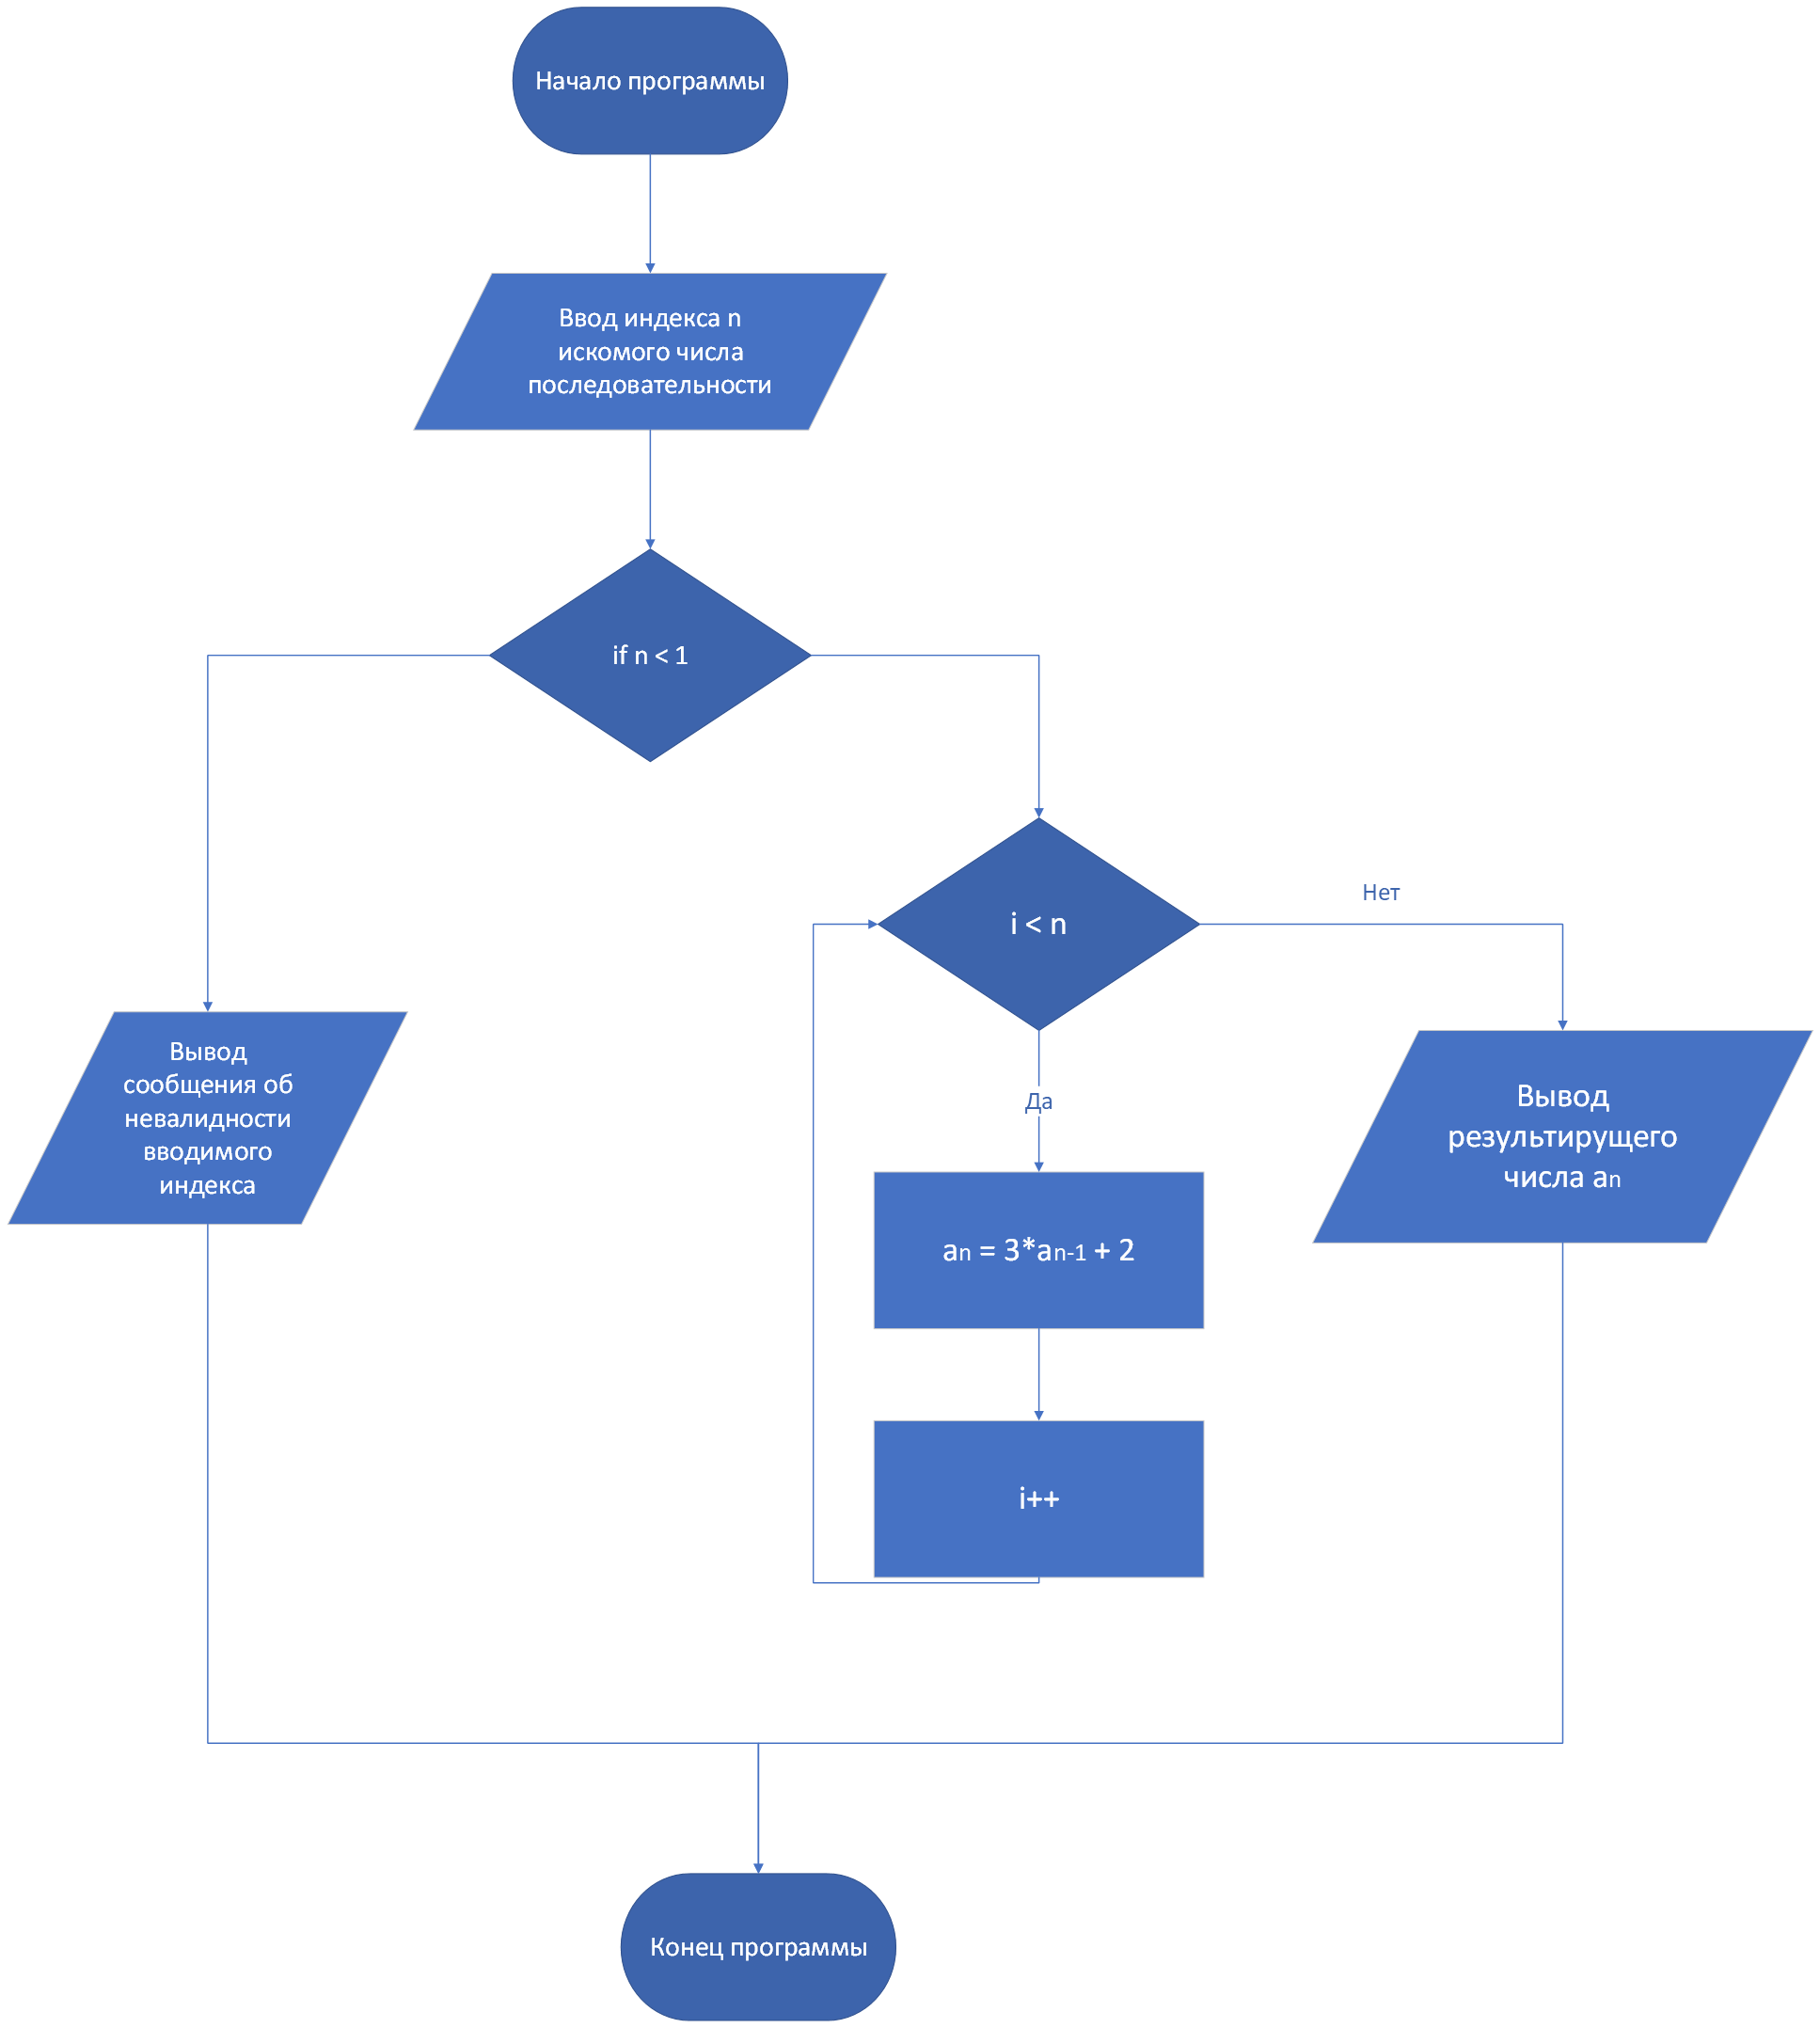 Начало программы
Ввод индекса n
искомого числа
последовательности
if n < 1
i < n
Нет
Да
Вывод
сообщения об
невалидности
вводимого
индекса
Вывод
результирущего
числа an
an = 3*an-1 + 2
i++
Конец программы